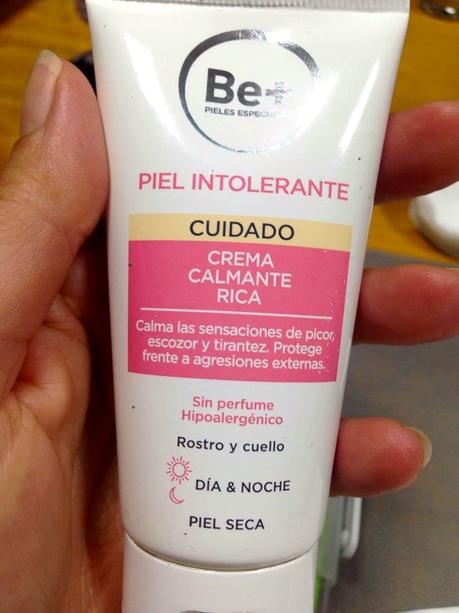 Be+
PIELES
PIEL INTOLERANTE
CUIDADO
CREMA
CALMANTE
RICA
Calma las sensaciones de picor,
escozor y tirantez. Protege
frente a agresiones externas.
Sin perfume
Hipoalergénico
Rostro y cuello
DÍA & NOCHE
PIEL SECA